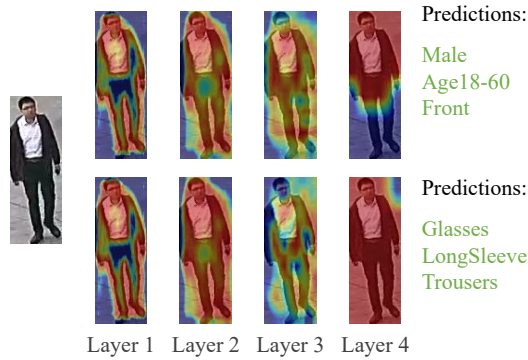 Predictions:
Male
Age18-60
Front
Predictions:
Glasses
LongSleeve
Trousers
Layer 1 Layer 2 Layer 3 Layer 4